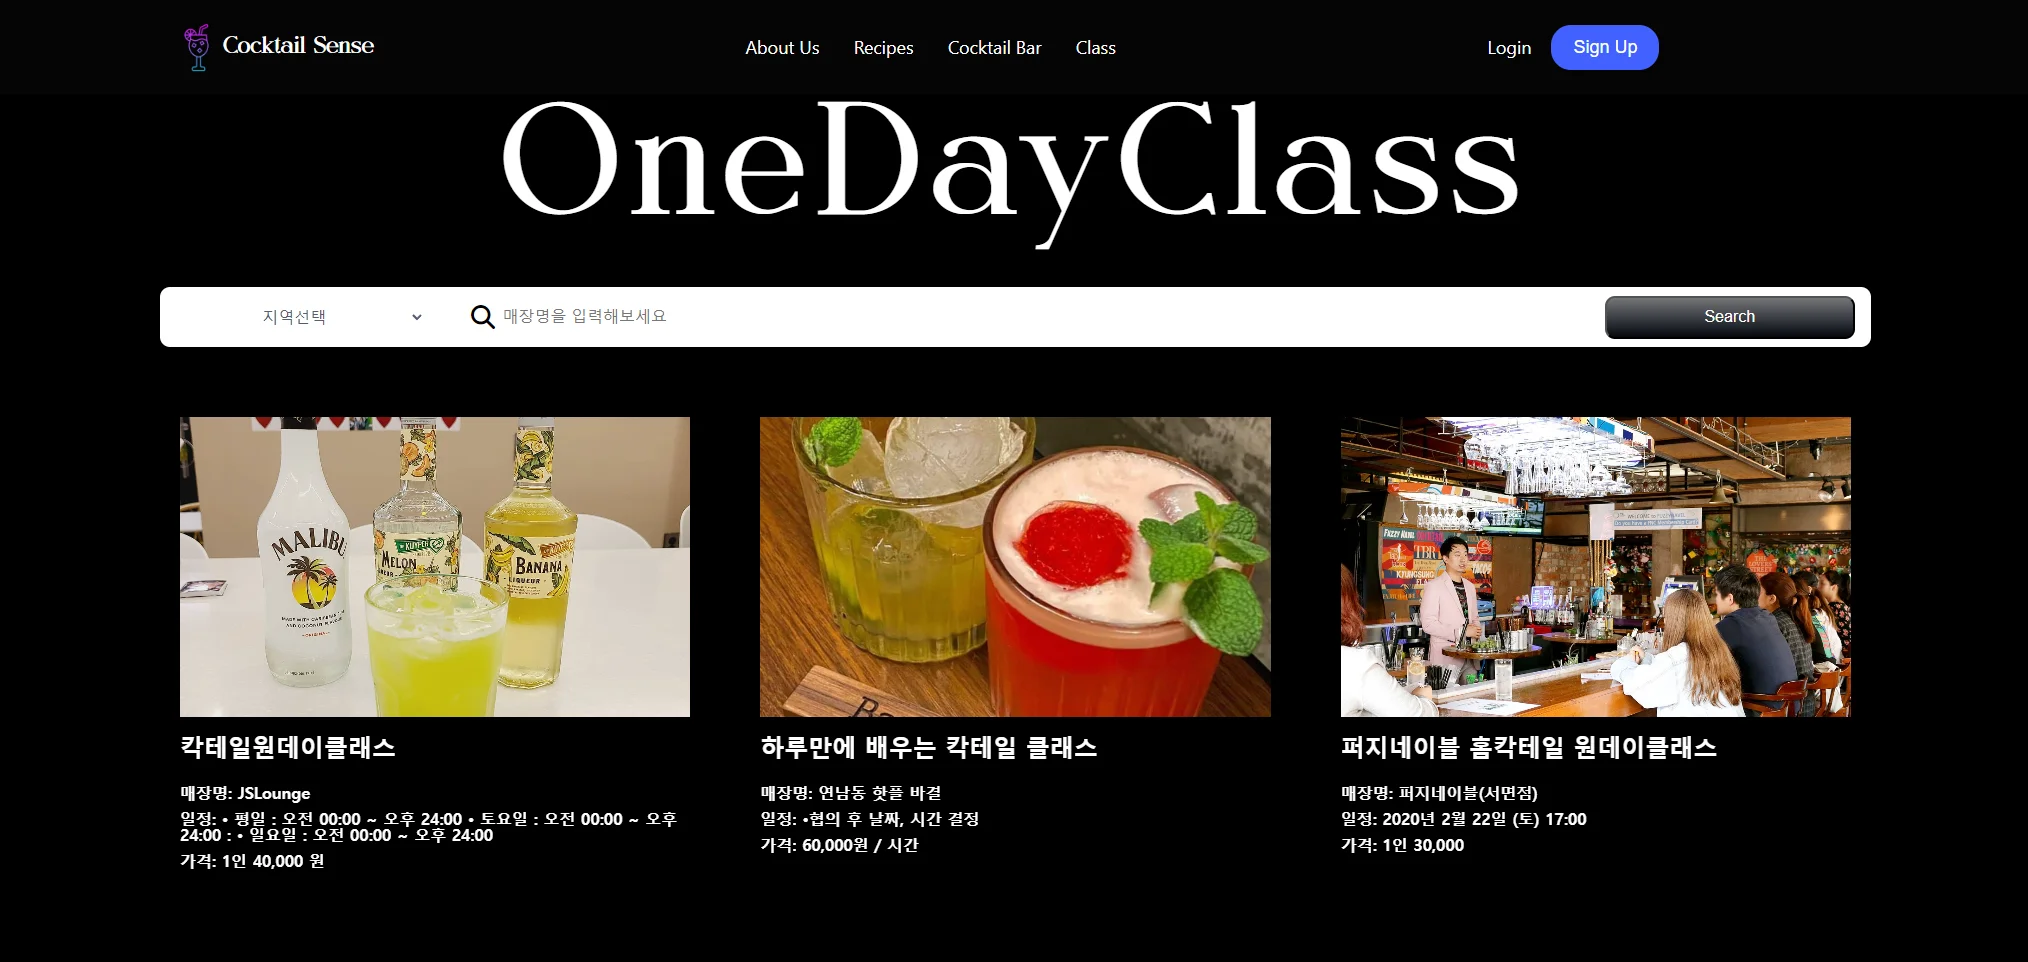 Cocktail Sense
About Us
Recipes
Cocktail Bar
Class
Login
Sign Up
OneDayClass
지역선택
매장명을 입력해보세요
Search
MALIBU
KUYPER
MELON
BANANA
LIQUEUR
FUZZY NAVEL
TBR
KYUNGSUNG
칵테일원데이클래스
매장명: JSLounge
일정: • 평일 : 오전 00:00 ~ 오후 24:00 • 토요일 : 오전 00:00 ~ 오후
24:00 : • 일요일 : 오전 00:00 ~ 오후 24:00
가격: 1인 40,000 원
하루만에 배우는 칵테일 클래스
매장명: 연남동 핫플 바결
일정: •협의 후 날짜, 시간 결정
가격: 60,000원 / 시간
퍼지네이블 홈칵테일 원데이클래스
매장명: 퍼지네이블(서면점)
일정: 2020년 2월 22일 (토) 17:00
가격: 1인 30,000